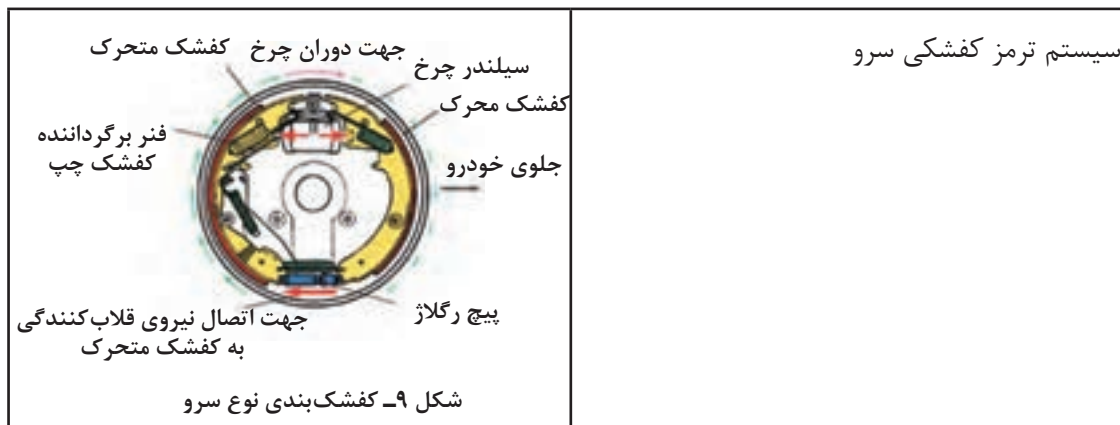 سیستم ترمز کفشکی سرو
جهت دوران چرخ
کفشک متحرک
سیلندر چرخ
کفشک محرک
فنر برگرداننده
کفشک چپ
جلوی خودرو
پیچ رگلاژ
جهت اتصال نیروی قلاب‌کنندگی
به کفشک متحرک
شکل ۹ـ کفشک‌بندی نوع سرو